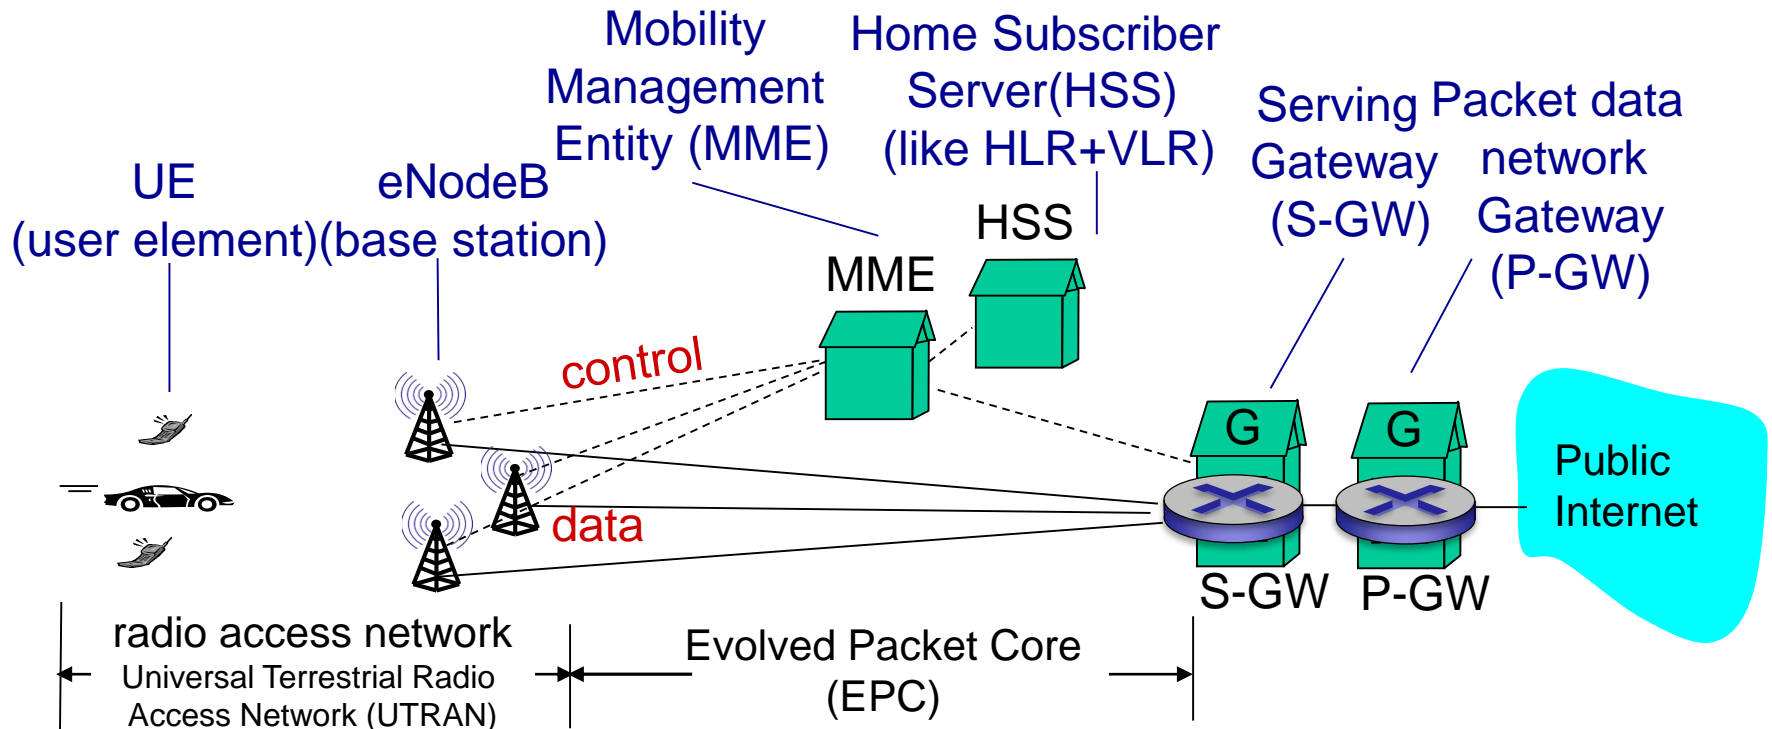 Mobility
Management
Entity (MME)
Home Subscriber
Server(HSS)
(like HLR+VLR)
Serving
Gateway
(S-GW)
Packet data
network
Gateway
(P-GW)
UE
(user element)
eNodeB
(base station)
HSS
MME
control
data
G
G
Public
Internet
S-GW
P-GW
radio access network
Universal Terrestrial Radio
Access Network (UTRAN)
Evolved Packet Core
(EPC)